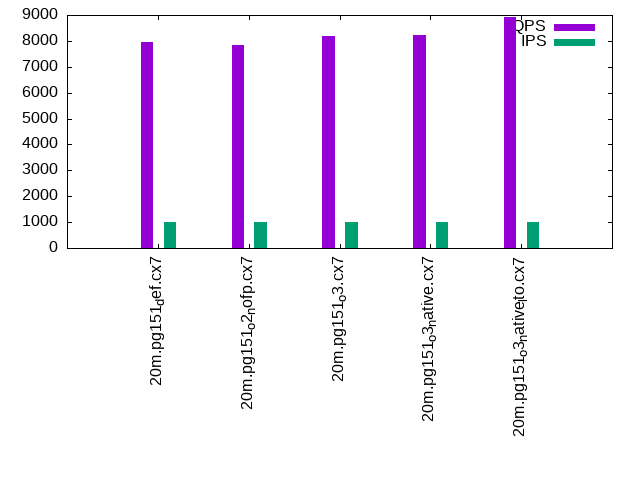 9000
8000
7000
6000
5000
4000
3000
2000
1000
0
QPS
IPS
20m.pg151def.cx7
20m.pg151o2nofp.cx7
20m.pg151o3.cx7
20m.pg151o3native.cx7
20m.pg151o3nativelto.cx7